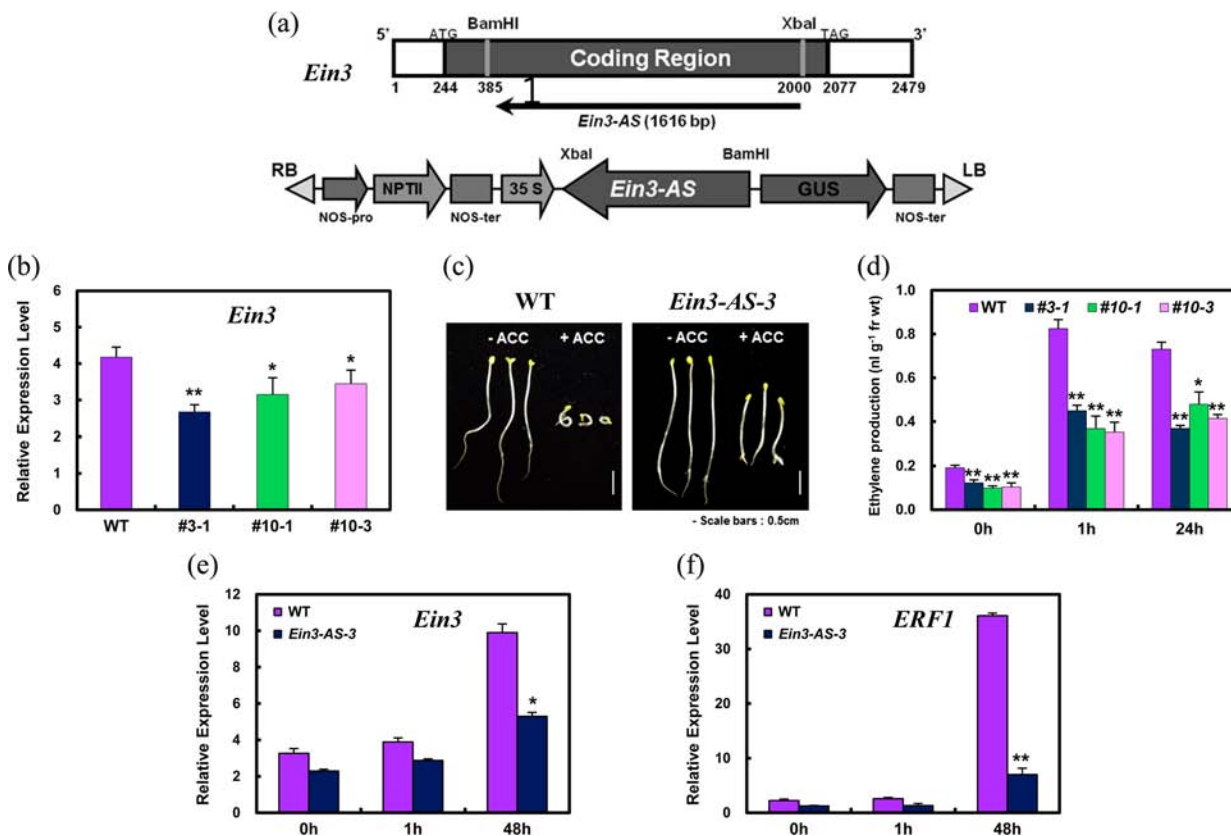 (a)
BamHI XbaI
5' ATG TAG 3'
Coding Region
Ein3
1 244 385 2000 2077 2479
1
Ein3-AS (1616 bp)
XbaI BamHI
RB LB
NPTII 35 S Ein3-AS GUS
NOS-pro NOS-ter NOS-ter
(b)
Ein3
Relative Expression Level
6
5
4
3
2
1
0
** * *
WT #3-1 #10-1 #10-3
(c)
WT Ein3-AS-3
- ACC + ACC - ACC + ACC
- Scale bars : 0.5cm
(d)
Ethylene production (nl g-1 fr wt)
1.0
0.8
0.6
0.4
0.2
0.0
WT #3-1 #10-1 #10-3
** ** ** ** ** ** ** * **
0h 1h 24h
(e)
Relative Expression Level
12
10
8
6
4
2
0
WT
Ein3-AS-3
Ein3
*
0h 1h 48h
(f)
Relative Expression Level
40
30
20
10
0
WT
Ein3-AS-3
ERF1
**
0h 1h 48h